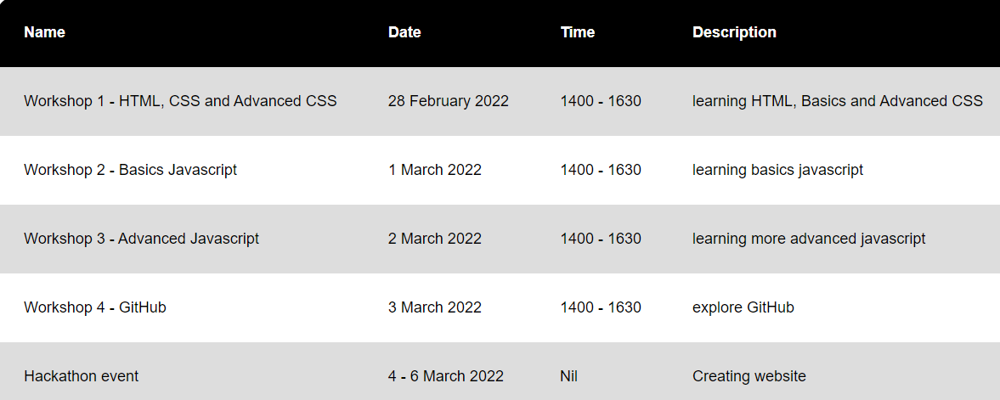 Name Date Time Description
Workshop 1 - HTML, CSS and Advanced CSS 28 February 2022 1400 - 1630 learning HTML, Basics and Advanced CSS
Workshop 2 - Basics Javascript 1 March 2022 1400 - 1630 learning basics javascript
Workshop 3 - Advanced Javascript 2 March 2022 1400 - 1630 learning more advanced javascript
Workshop 4 - GitHub 3 March 2022 1400 - 1630 explore GitHub
Hackathon event 4 - 6 March 2022 Nil Creating website